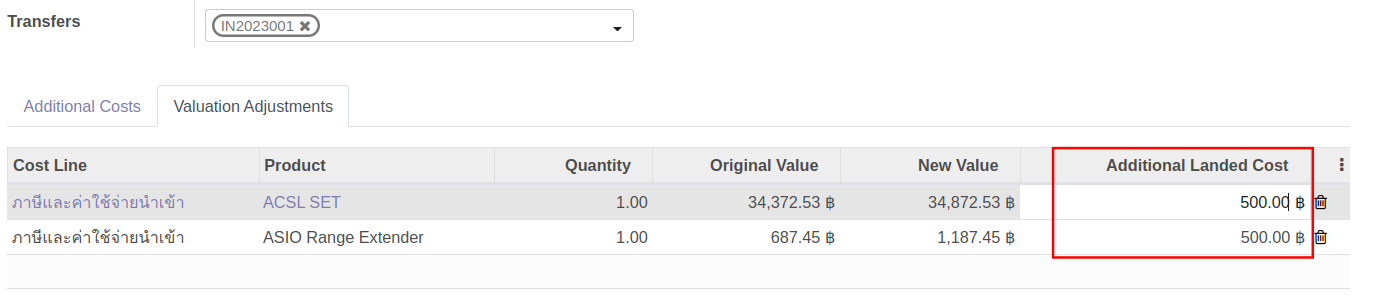 Transfers
IN2023001 ✖
Additional Costs Valuation Adjustments
Cost Line Product Quantity Original Value New Value Additional Landed Cost
ภาษีและค่าใช้จ่ายนำเข้า ACSL SET 1.00 34,372.53 ฿ 34,872.53 ฿ 500.00 ฿
ภาษีและค่าใช้จ่ายนำเข้า ASIO Range Extender 1.00 687.45 ฿ 1,187.45 ฿ 500.00 ฿